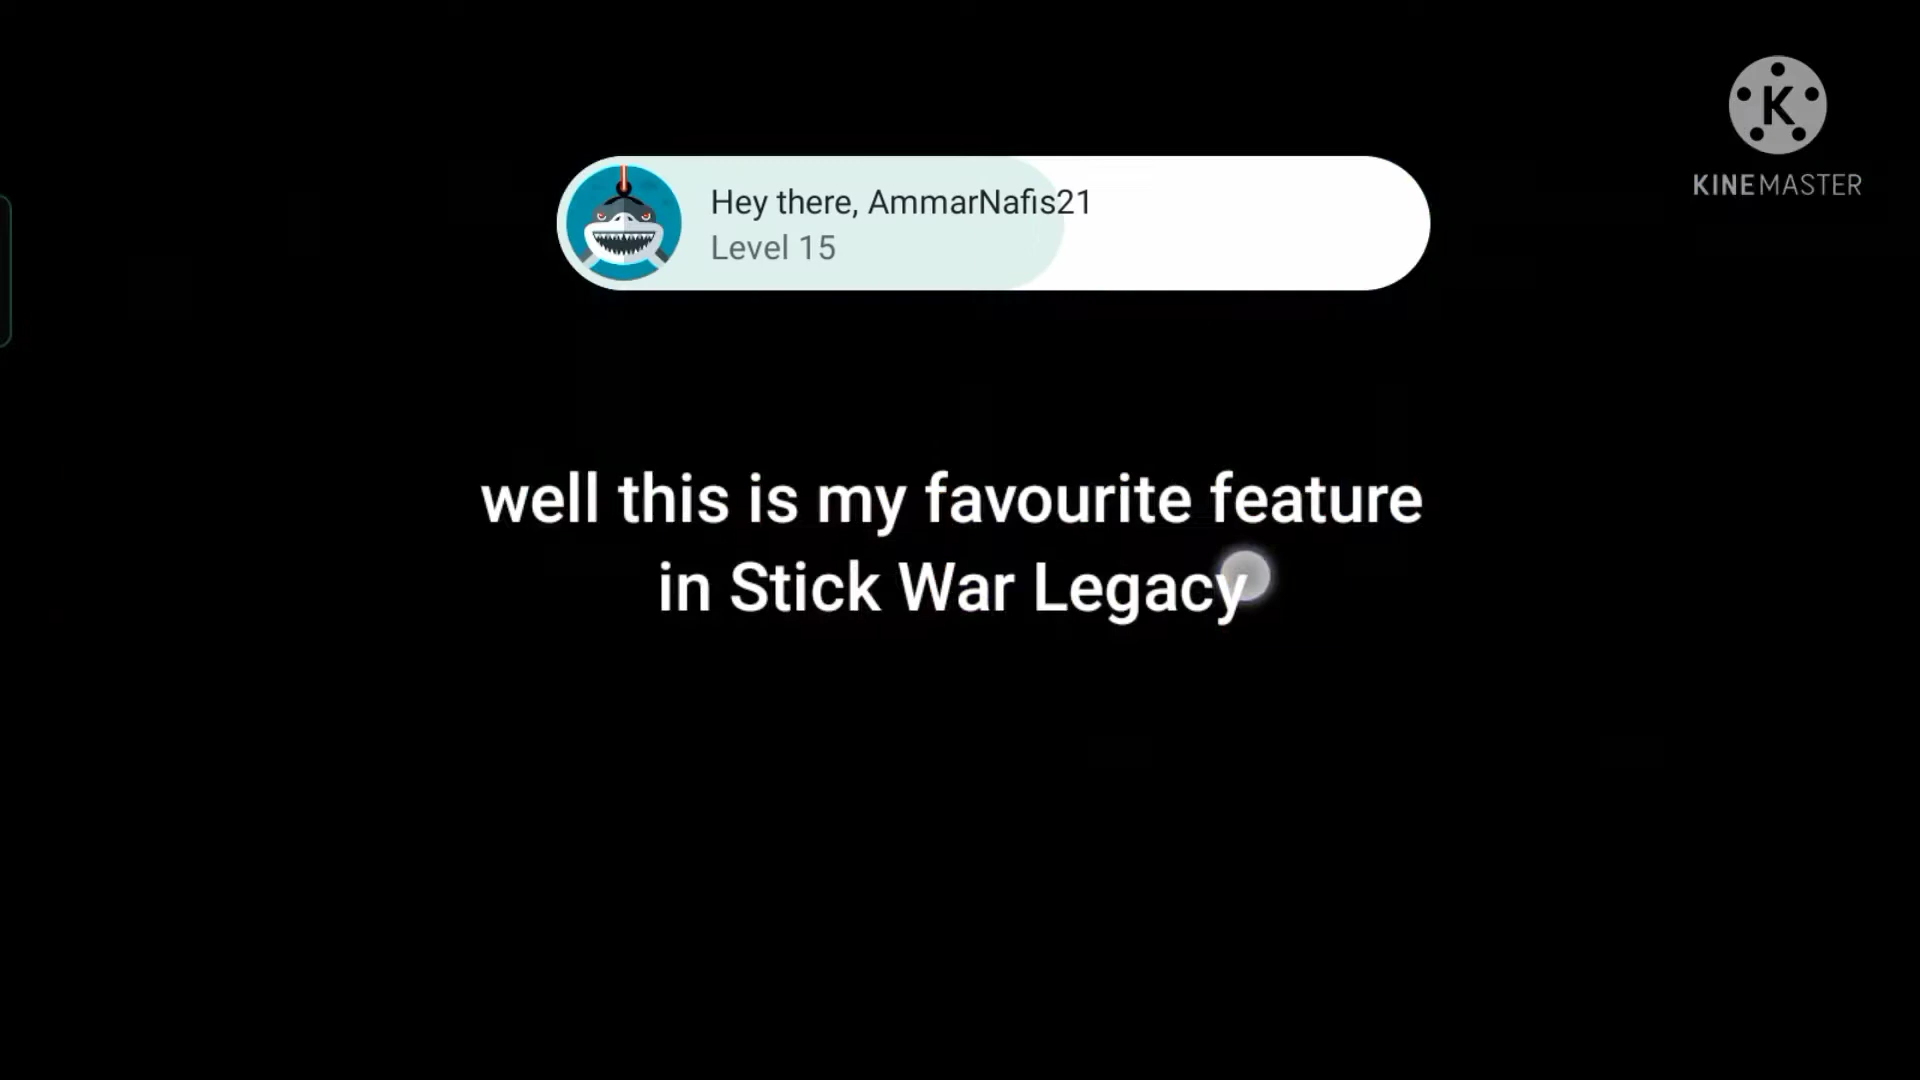 K
KINEMASTER
Hey there, AmmarNafis21
Level 15
well this is my favourite feature
in Stick War Legacy